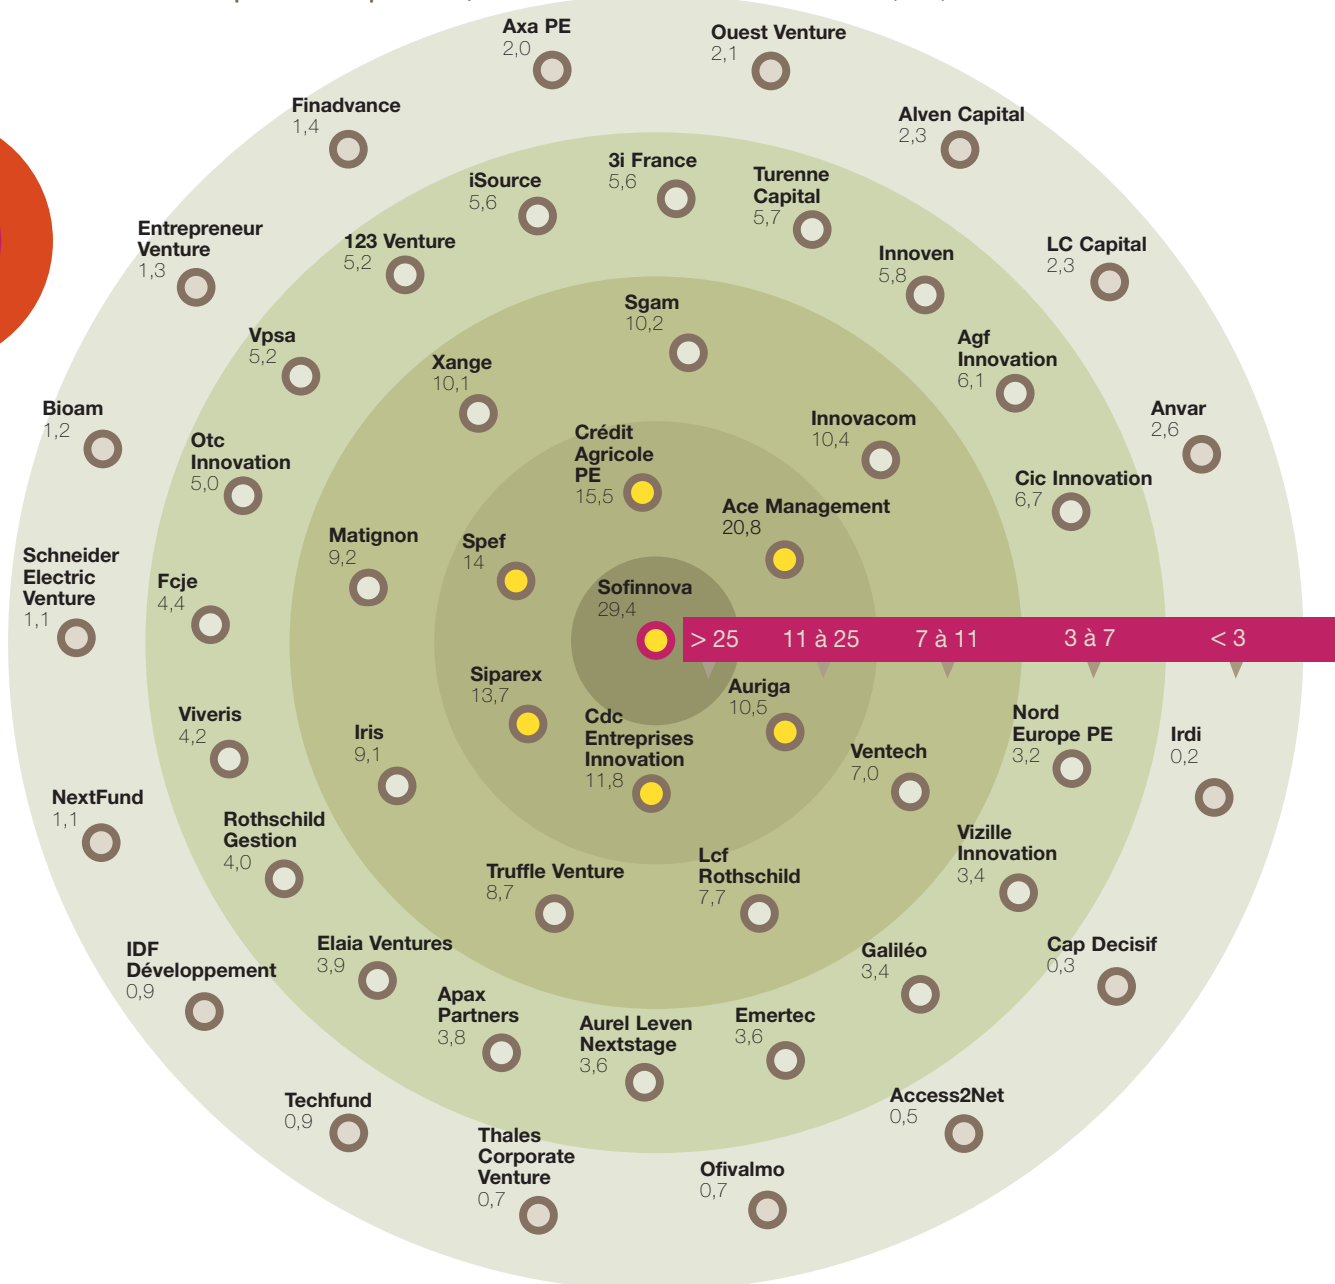 Axa PE
2,0
Ouest Venture
2,1
Finadvance
1,4
Alven Capital
2,3
3i France
5,6
iSource
5,6
Turenne
Capital
5,7
Entrepreneur
Venture
1,3
123 Venture
5,2
Innoven
5,8
LC Capital
2,3
Sgam
10,2
Vpsa
5,2
Xange
10,1
Agf
Innovation
6,1
Bioam
1,2
Otc
Innovation
5,0
Crédit
Agricole
PE
15,5
Innovacom
10,4
Anvar
2,6
Cic Innovation
6,7
Ace Management
20,8
Matignon
9,2
Spef
14
Schneider
Electric
Venture
1,1
Fcje
4,4
Sofinnova
29,4
> 25 11 à 25 7 à 11 3 à 7 < 3
Siparex
13,7
Auriga
10,5
Viveris
4,2
Iris
9,1
Cdc
Entreprises
Innovation
11,8
Ventech
7,0
Nord
Europe PE
3,2
Irdi
0,2
NextFund
1,1
Rothschild
Gestion
4,0
Vizille
Innovation
3,4
Truffle Venture
8,7
Lcf
Rothschild
7,7
IDF
Développement
0,9
Elaia Ventures
3,9
Galiléo
3,4
Cap Decisif
0,3
Apax
Partners
3,8
Aurel Leven
Nextstage
3,6
Emertec
3,6
Techfund
0,9
Access2Net
0,5
Thales
Corporate
Venture
0,7
Ofivalmo
0,7